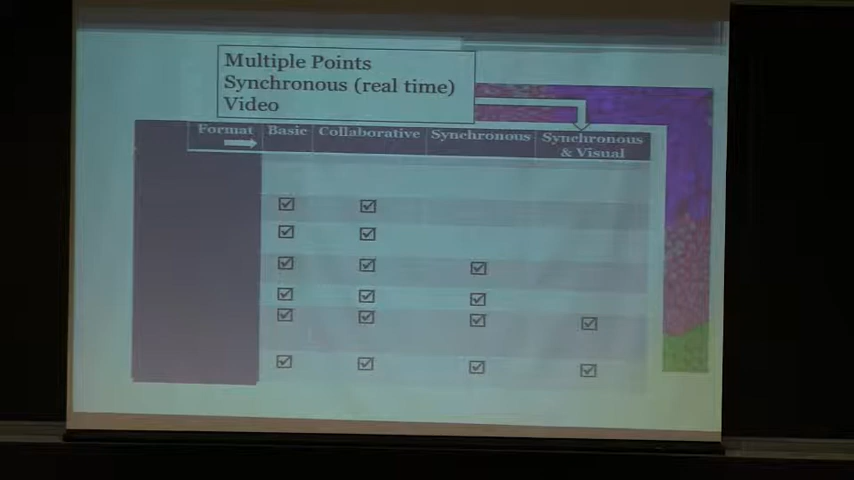 Multiple Points
Synchronous (real time)
Video
Format Basic Collaborative Synchronous Synchronous
& Visual